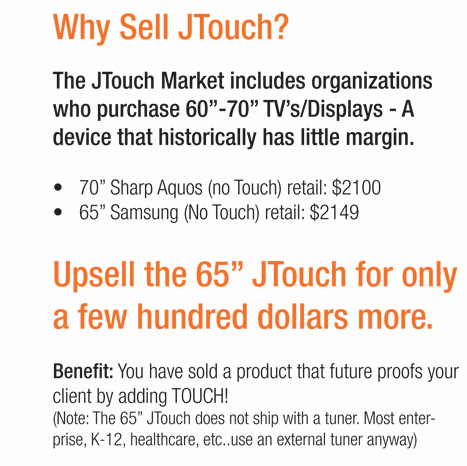 Why Sell JTouch?
The JTouch Market includes organizations
who purchase 60”-70” TV’s/Displays - A
device that historically has little margin.
• 70” Sharp Aquos (no Touch) retail: $2100
• 65” Samsung (No Touch) retail: $2149
Upsell the 65” JTouch for only
a few hundred dollars more.
Benefit: You have sold a product that future proofs your
client by adding TOUCH!
(Note: The 65” JTouch does not ship with a tuner. Most enter-
prise, K-12, healthcare, etc..use an external tuner anyway)